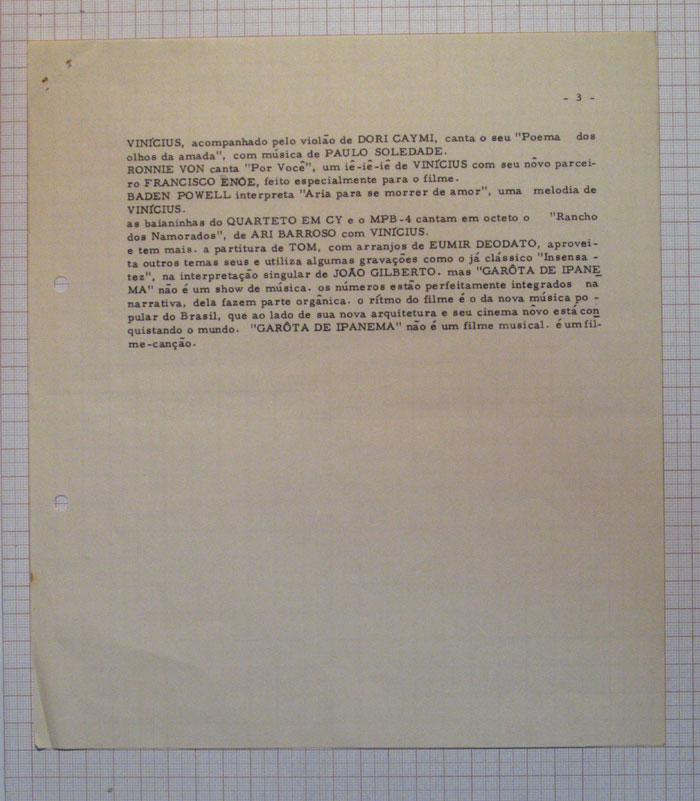 - 3 -
VINÍCIUS, acompanhado pelo violão de DORI CAYMI, canta o seu "Poema dos
olhos da amada", com música de PAULO SOLEDADE.
RONNIE VON canta "Por Você", um iê-iê-iê de VINÍCIUS com seu nôvo parcei-
ro FRANCISCO ENÓE, feito especialmente para o filme.
BADEN POWELL interpreta "Aria para se morrer de amor", uma melodia de
VINÍCIUS.
as baianinhas do QUARTETO EM CY e o MPB-4 cantam em octeto o "Rancho
dos Namorados", de ARI BARROSO com VINÍCIUS.
e tem mais. a partitura de TOM, com arranjos de EUMIR DEODATO, aprovei-
ta outros temas seus e utiliza algumas gravações como o já clássico "Insensa -
tez", na interpretação singular de JOÃO GILBERTO. mas "GARÔTA DE IPANE
MA" não é um show de música. os números estão perfeitamente integrados na
narrativa, dela fazem parte orgânica. o rítmo do filme é o da nova música po -
pular do Brasil, que ao lado de sua nova arquitetura e seu cinema nôvo está con
quistando o mundo. "GARÔTA DE IPANEMA" não é um filme musical. é um fil-
me-canção.